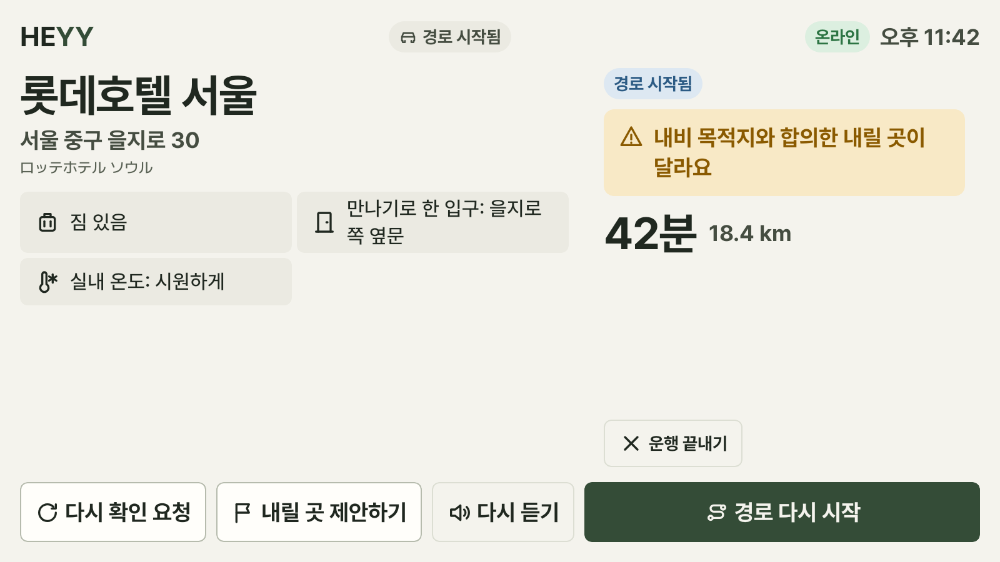 HEYY
경로 시작됨
온라인 오후 11:42
롯데호텔 서울
서울 중구 을지로 30
ロッテホテル ソウル
짐 있음
만나기로 한 입구: 을지로
쪽 옆문
실내 온도: 시원하게
경로 시작됨
내비 목적지와 합의한 내릴 곳이
달라요
42분 18.4 km
운행 끝내기
다시 확인 요청
내릴 곳 제안하기
다시 듣기
경로 다시 시작